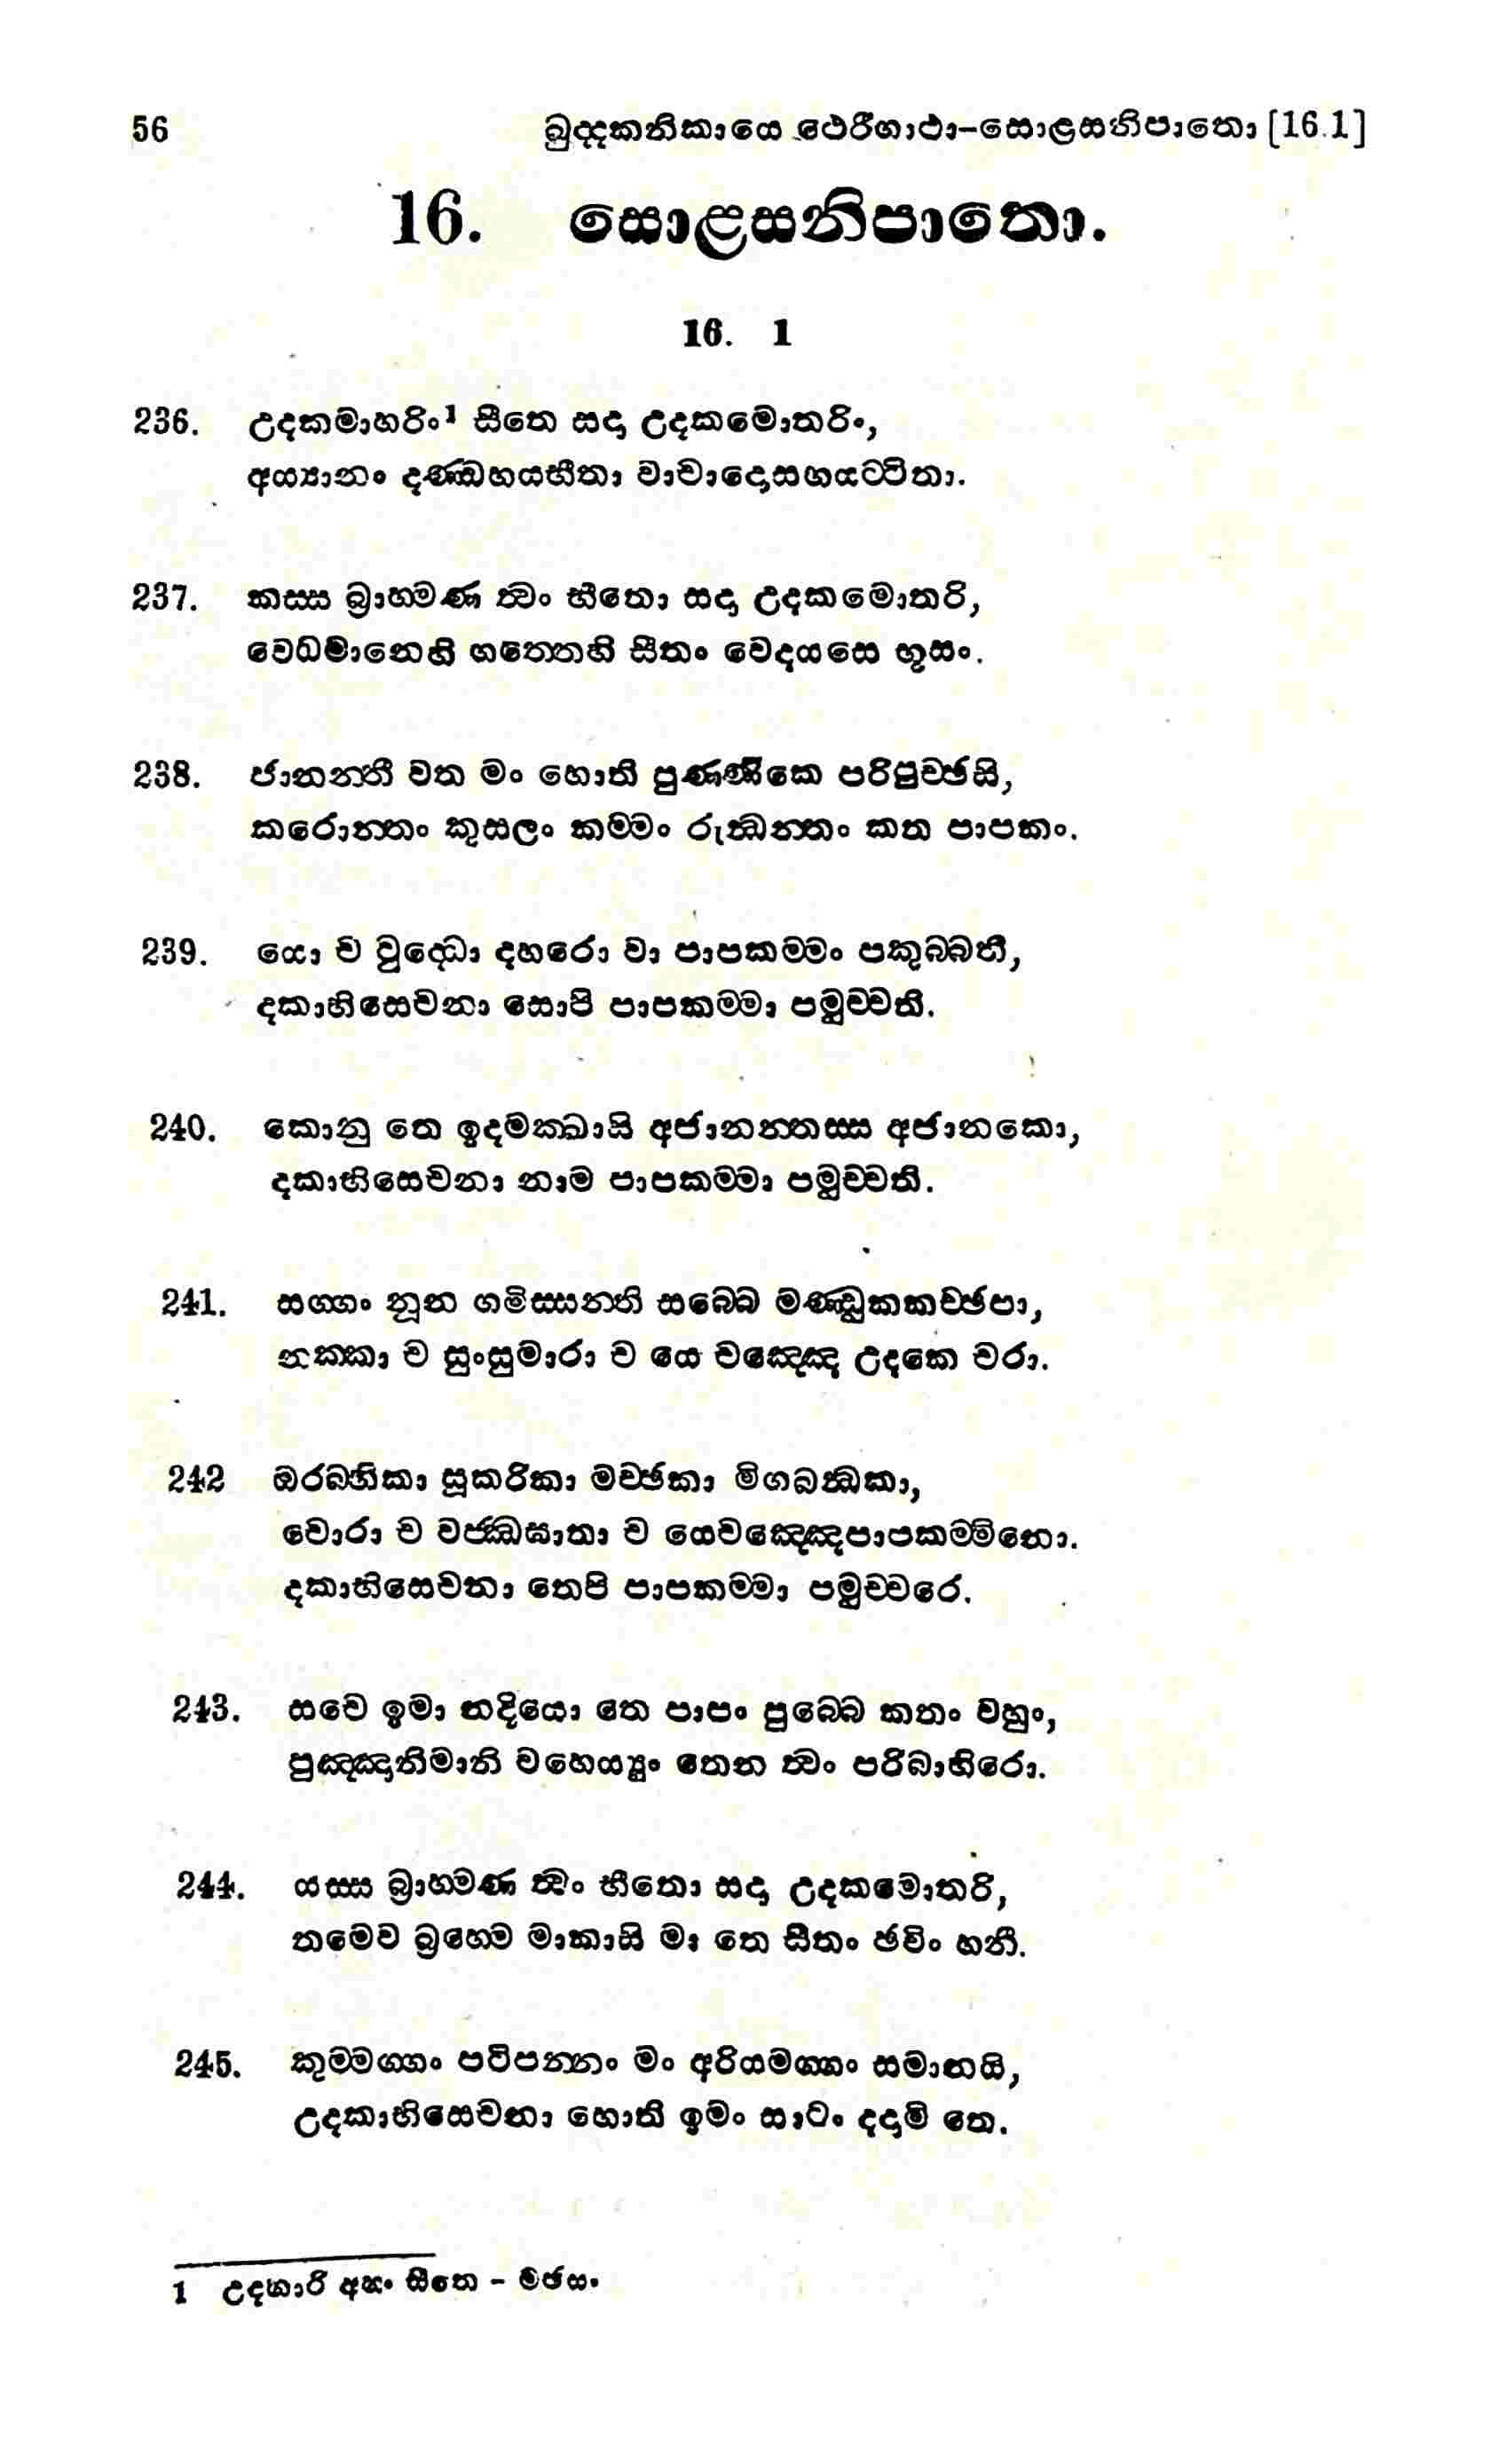 56 ඛුද්දකනිකායෙ ථෙරීගාථා-සොළසනිපාතො [16.1]
16. සොළසනිපාතො.
16. 1
236. උදකමාහරිං¹ සීතෙ සදා උදකමොතරිං,
අය්‍යානං දණ්ඩභයභීතා වාචාදොසභයට්ටිතා.
237. කස්ස බ්‍රාහ්මණ ත්‍වං භීතො සදා උදකමොතරි,
වෙධමානෙහි ගත්තෙහි සීතං වෙදයසෙ භූසං.
238. ජානන්තී වත මං හොති පුණ්ණිකෙ පරිපුච්ඡසි,
කරොන්තං කුසලං කම්මං රුන්ධන්තං කත පාපකං.
239. යො ච වුද්ධො දහරො වා පාපකම්මං පකුබ්බතී,
දකාභිසෙචනා සොපි පාපකම්මා පමුච්චති.
240. කොනු තෙ ඉදමක්ඛාසි අජානන්තස්ස අජානකො,
දකාභිසෙචනා නාම පාපකම්මා පමුච්චති.
241. සග්ගං නූන ගමිස්සන්ති සබ්බෙ මණ්ඩුකකච්ඡපා,
නක්කා ච සුංසුමාරා ච යෙ චඤ්ඤෙ උදකෙ චරා.
242 ඔරබ්භිකා සූකරිකා මච්ඡකා මිගබන්ධකා,
චොරා ච වජ්ඣඝාතා ච යෙචඤ්ඤෙපාපකම්මිනො.
දකාභිසෙචනා තෙපි පාපකම්මා පමුච්චරෙ.
243. සචෙ ඉමා නදියො තෙ පාපං පුබ්බෙ කතං වහුං,
පුඤ්ඤානිමානි වහෙය්‍යුං තෙන ත්‍වං පරිබාහිරො.
244. යස්ස බ්‍රාහ්මණ ත්‍වං භීතො සදා උදකමොතරි,
තමෙව බ්‍රහ්මෙ මාකාසි මා තෙ සීතං ඡවිං හනි.
245. කුම්මග්ගං පටිපන්නං මං අරියමග්ගං සමානයි,
උදකාභිසෙචනා හොති ඉමං සාටං දදාමි තෙ.
1 උදහාරි අහං සීතෙ - මජසං